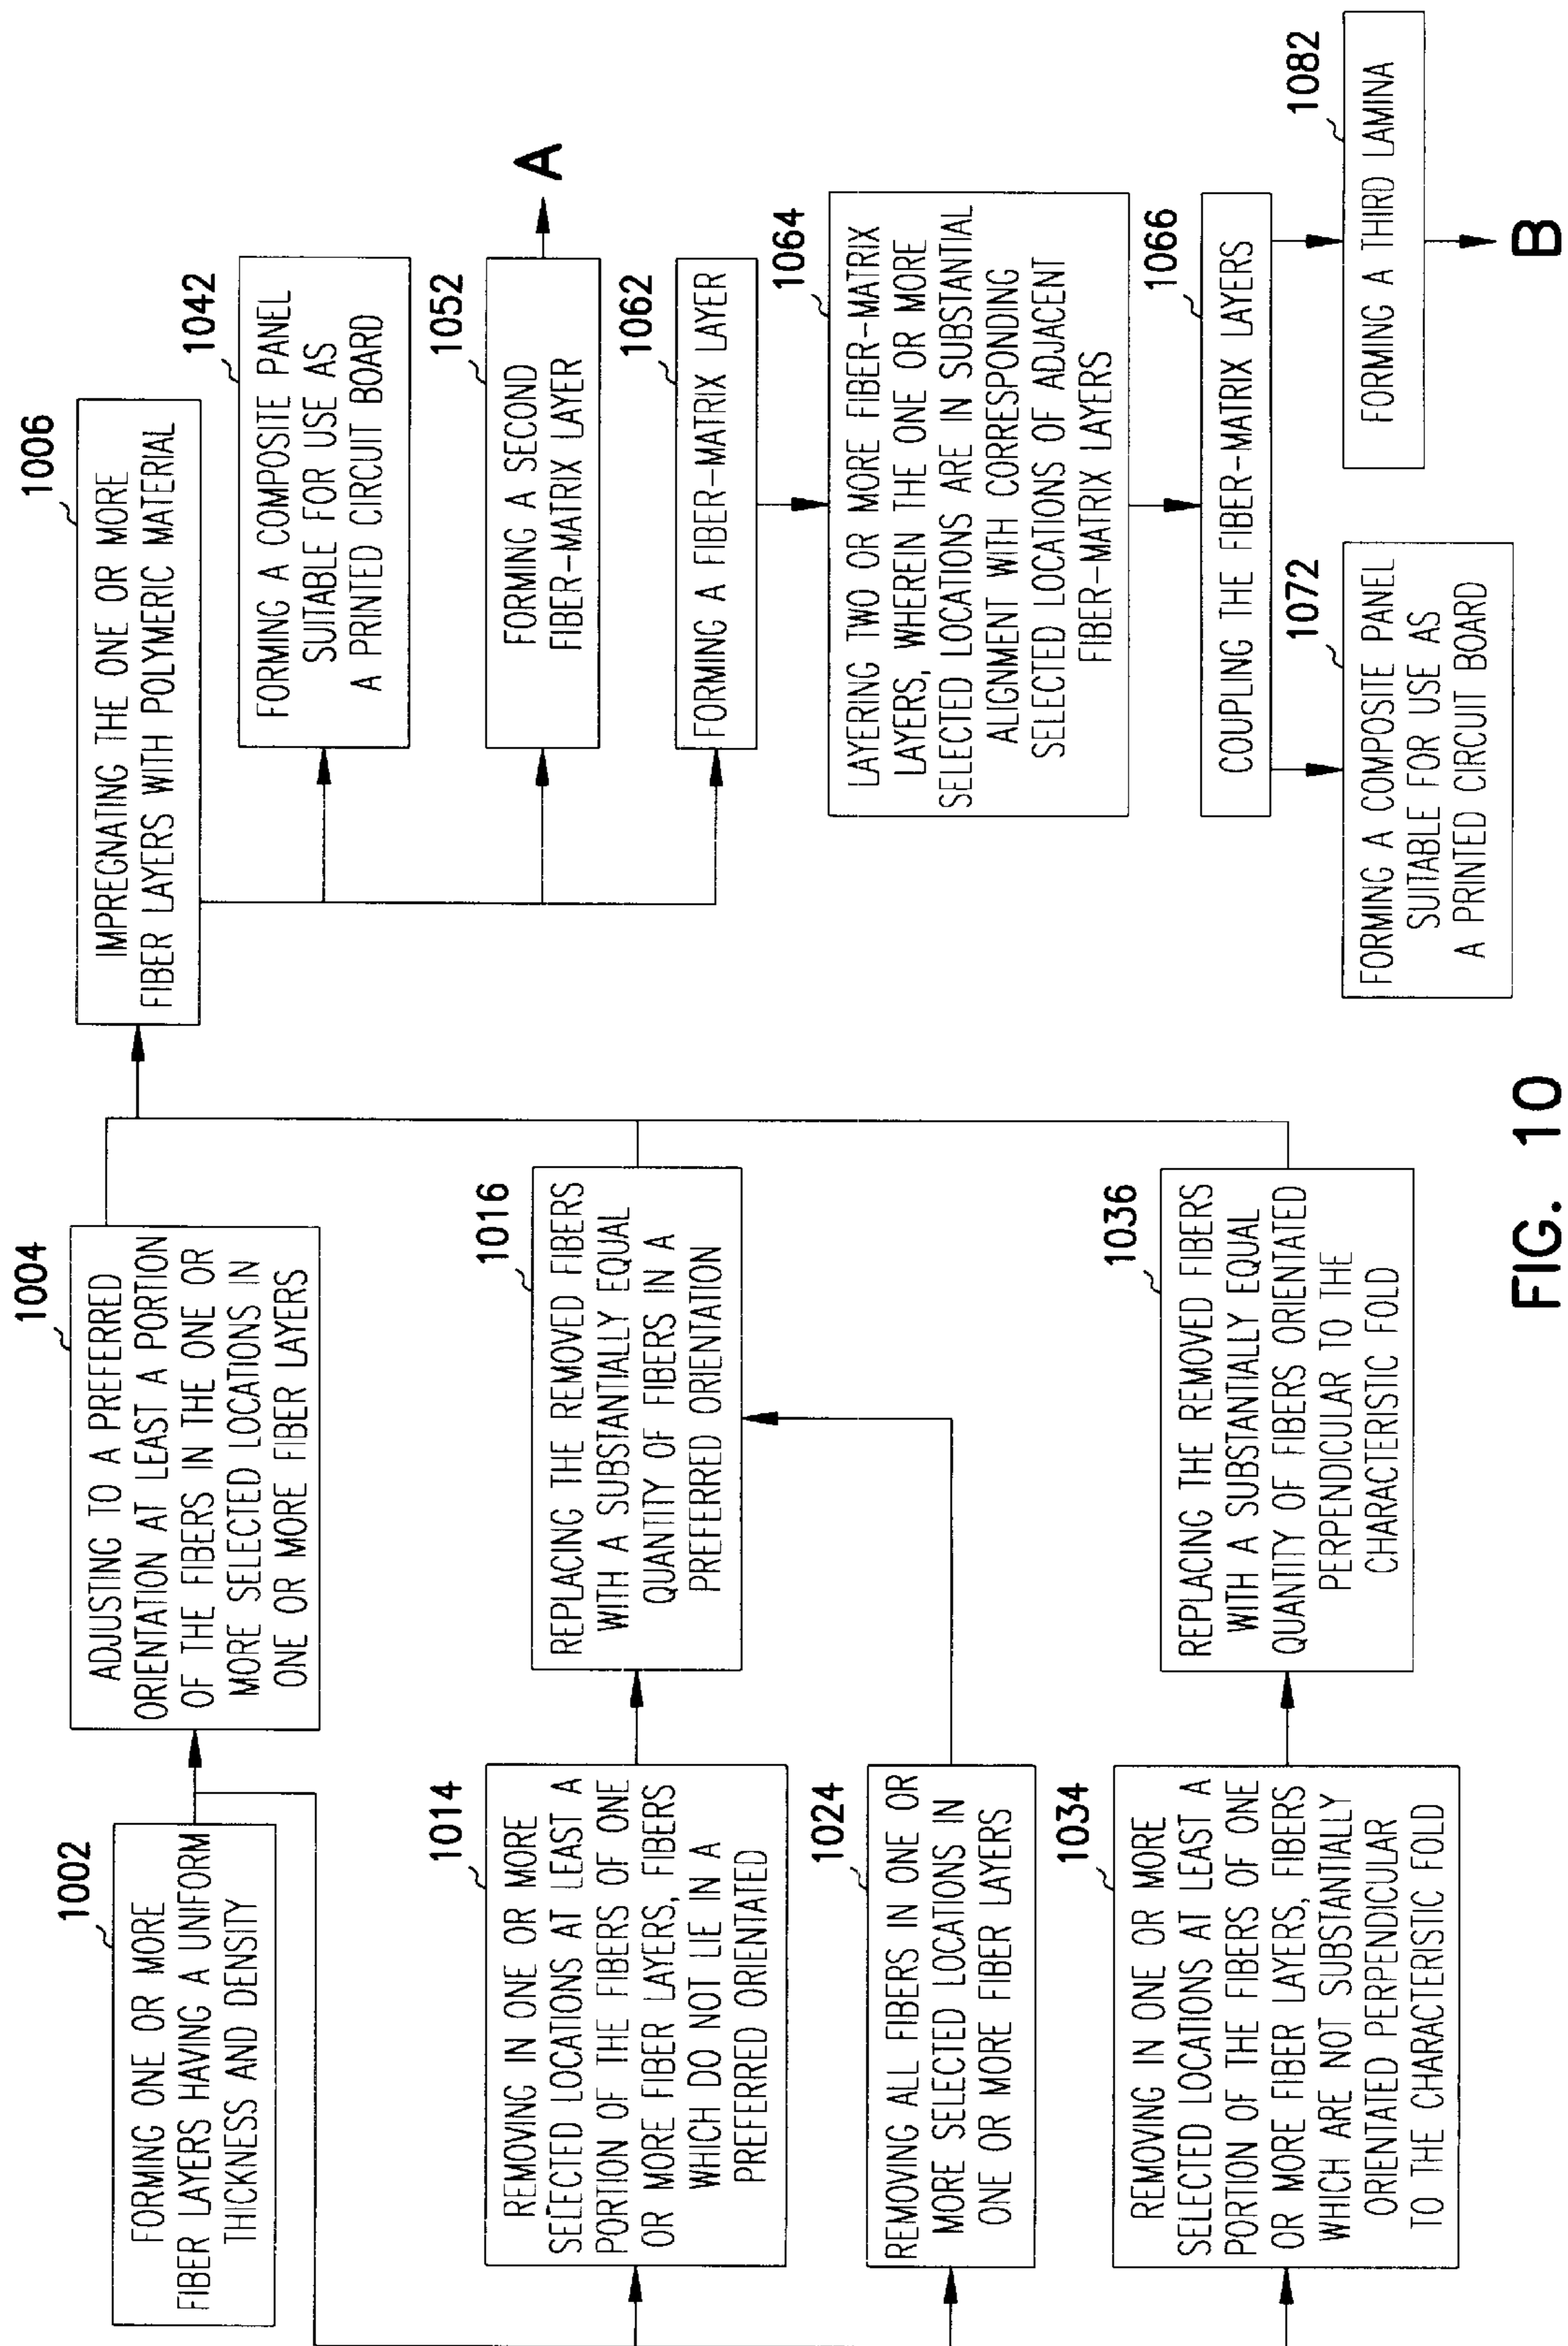 1002
FORMING ONE OR MORE
FIBER LAYERS HAVING A UNIFORM
THICKNESS AND DENSITY
1004
ADJUSTING TO A PREFERRED
ORIENTATION AT LEAST A PORTION
OF THE FIBERS IN THE ONE OR
MORE SELECTED LOCATIONS IN
ONE OR MORE FIBER LAYERS
1006
IMPREGNATING THE ONE OR MORE
FIBER LAYERS WITH POLYMERIC MATERIAL
1014
REMOVING IN ONE OR MORE
SELECTED LOCATIONS AT LEAST A
PORTION OF THE FIBERS OF ONE
OR MORE FIBER LAYERS, FIBERS
WHICH DO NOT LIE IN A
PREFERRED ORIENTATED
1016
REPLACING THE REMOVED FIBERS
WITH A SUBSTANTIALLY EQUAL
QUANTITY OF FIBERS IN A
PREFERRED ORIENTATION
1024
REMOVING ALL FIBERS IN ONE OR
MORE SELECTED LOCATIONS IN
ONE OR MORE FIBER LAYERS
1034
REMOVING IN ONE OR MORE
SELECTED LOCATIONS AT LEAST A
PORTION OF THE FIBERS OF ONE
OR MORE FIBER LAYERS, FIBERS
WHICH ARE NOT SUBSTANTIALLY
ORIENTATED PERPENDICULAR
TO THE CHARACTERISTIC FOLD
1036
REPLACING THE REMOVED FIBERS
WITH A SUBSTANTIALLY EQUAL
QUANTITY OF FIBERS ORIENTATED
PERPENDICULAR TO THE
CHARACTERISTIC FOLD
1042
FORMING A COMPOSITE PANEL
SUITABLE FOR USE AS
A PRINTED CIRCUIT BOARD
1052
FORMING A SECOND
FIBER-MATRIX LAYER
A
1062
FORMING A FIBER-MATRIX LAYER
1064
LAYERING TWO OR MORE FIBER-MATRIX
LAYERS, WHEREIN THE ONE OR MORE
SELECTED LOCATIONS ARE IN SUBSTANTIAL
ALIGNMENT WITH CORRESPONDING
SELECTED LOCATIONS OF ADJACENT
FIBER-MATRIX LAYERS
1066
COUPLING THE FIBER-MATRIX LAYERS
1072
FORMING A COMPOSITE PANEL
SUITABLE FOR USE AS
A PRINTED CIRCUIT BOARD
1082
FORMING A THIRD LAMINA
B
FIG. 10